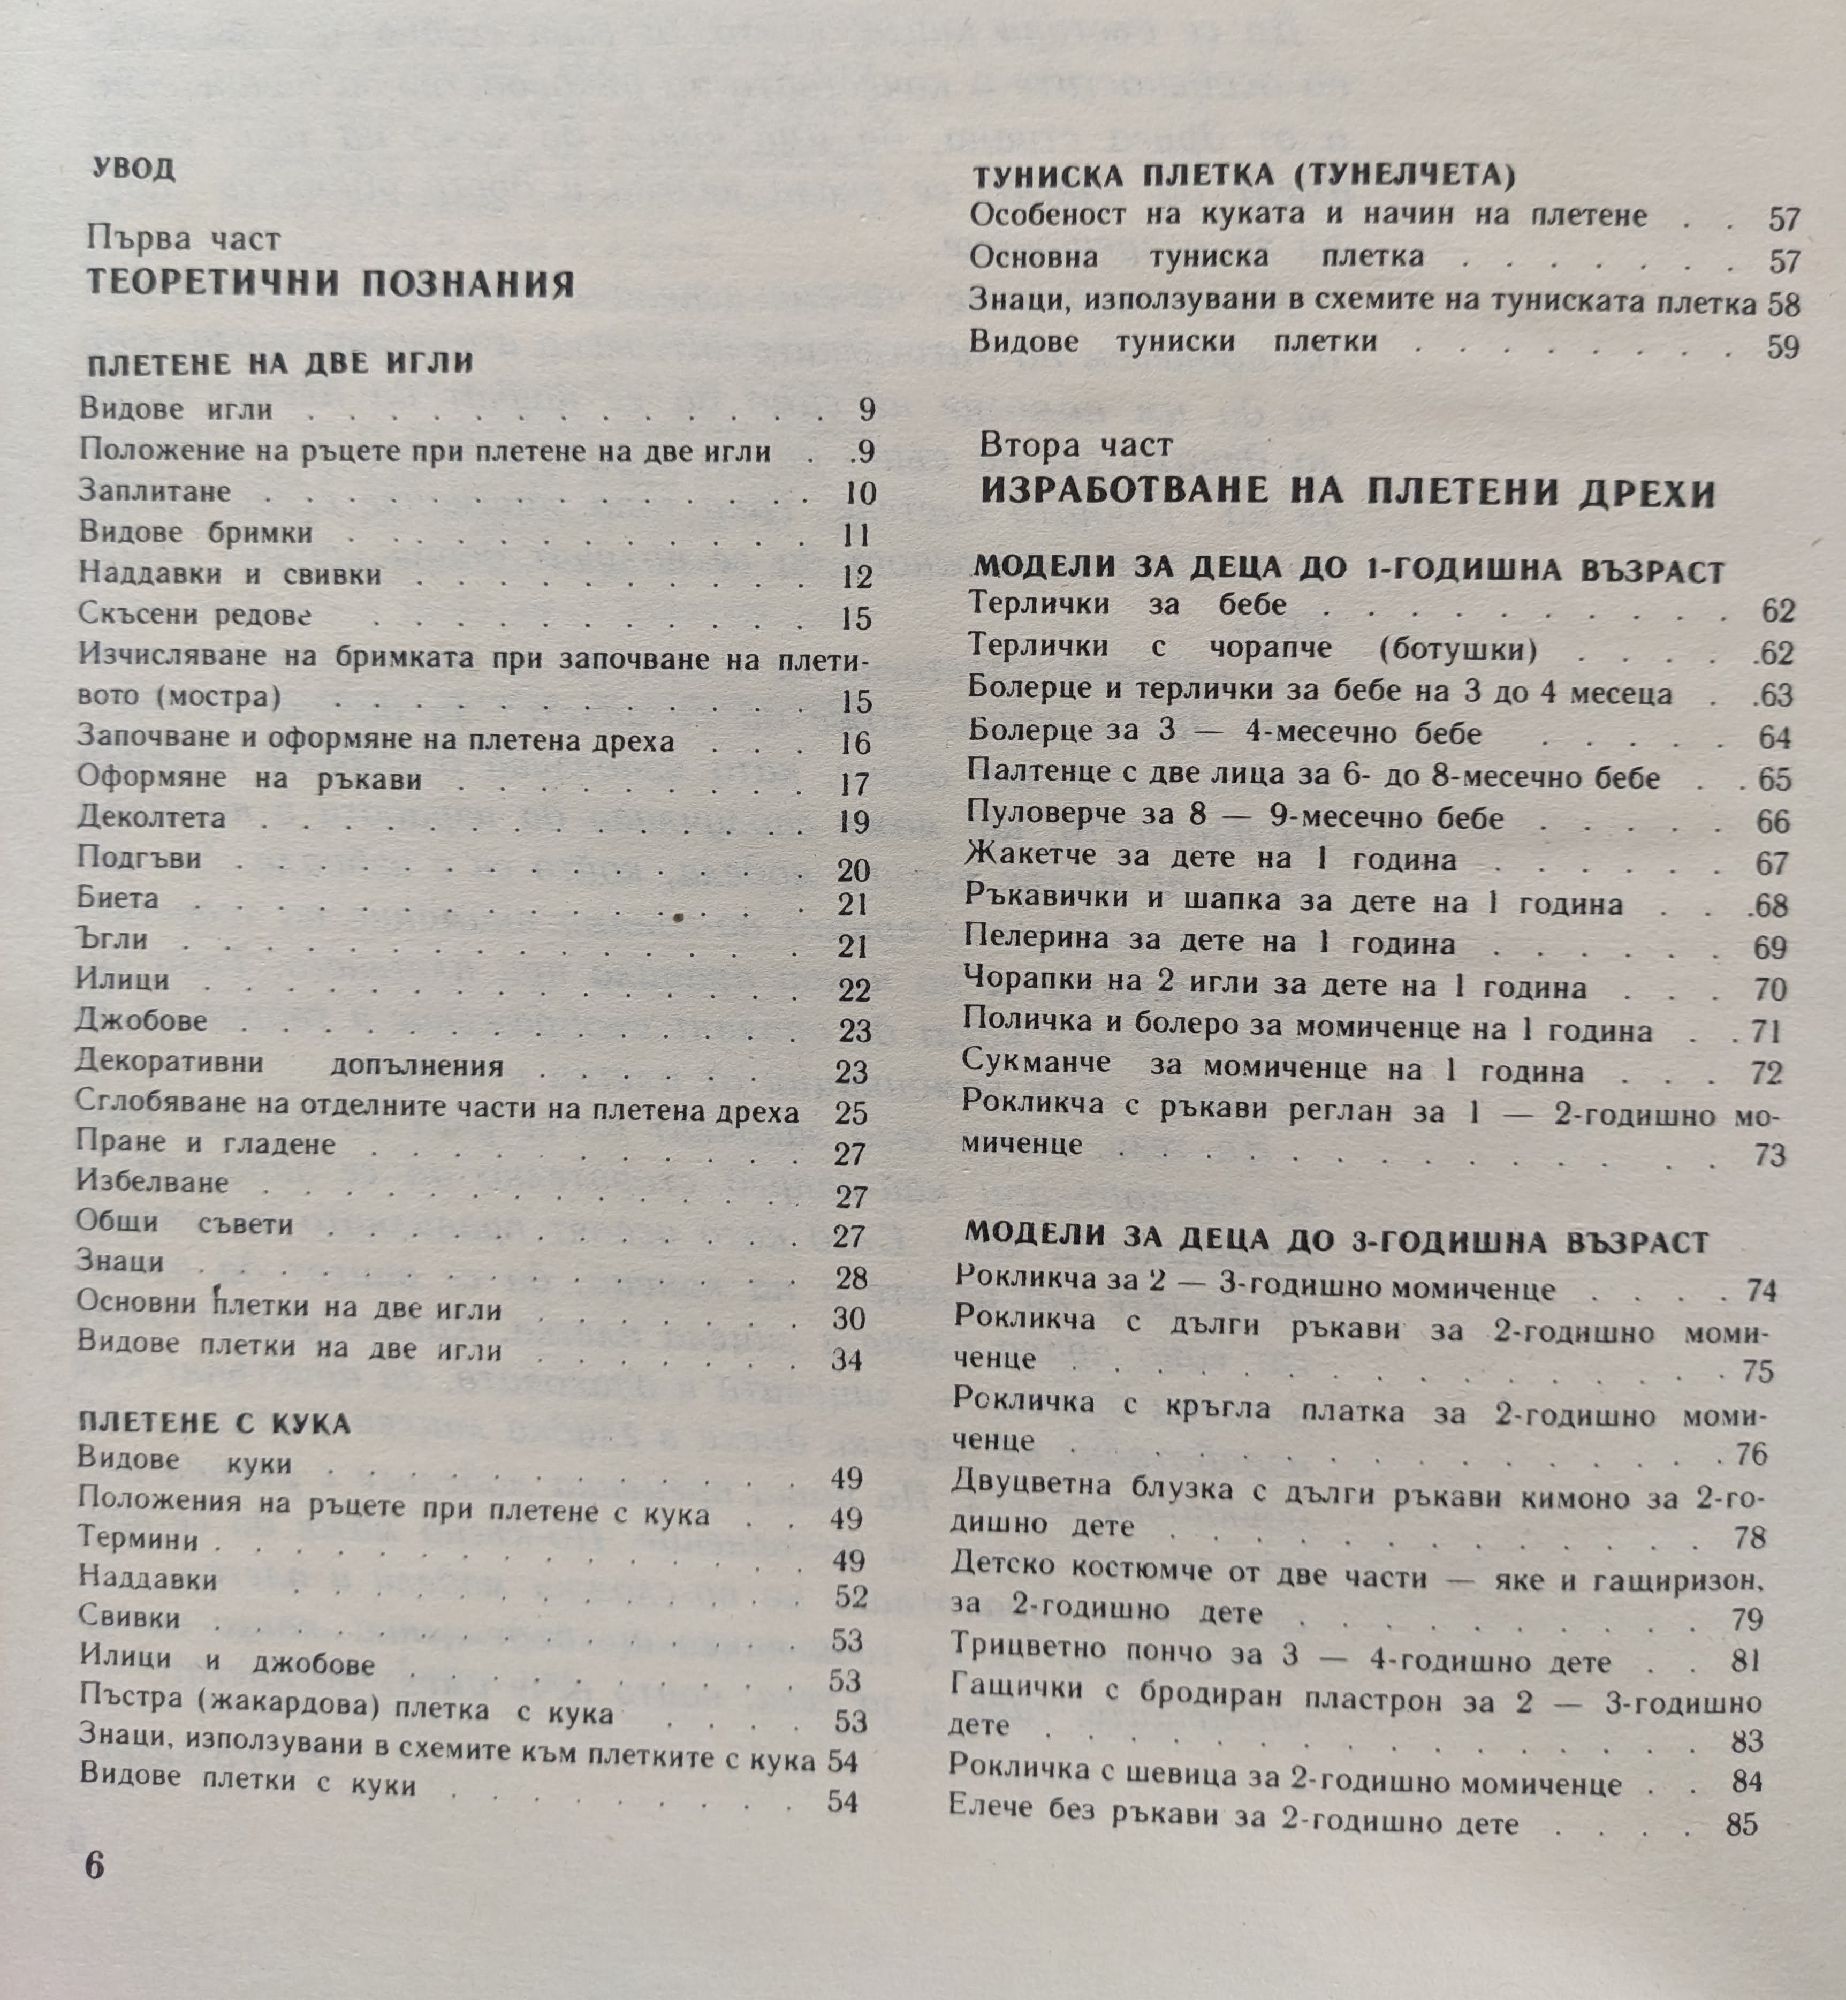 УВОД
Първа част
ТЕОРЕТИЧНИ ПОЗНАНИЯ
ПЛЕТЕНЕ НА ДВЕ ИГЛИ
Видове игли . . . . . . . . . . . . . 9
Положение на ръцете при плетене на две игли . .9
Заплитане . . . . . . . . . . . . . . 10
Видове бримки . . . . . . . . . . . . 11
Наддавки и свивки . . . . . . . . . . 12
Скъсени редове . . . . . . . . . . . 15
Изчисляване на бримката при започване на плети-
вото (мостра) . . . . . . . . . . . . 15
Започване и оформяне на плетена дреха . . . 16
Оформяне на ръкави . . . . . . . . . 17
Деколтета . . . . . . . . . . . . . . 19
Подгъви . . . . . . . . . . . . . . 20
Биета . . . . . . . . . . . . . . . 21
Ъгли . . . . . . . . . . . . . . . 21
Илици . . . . . . . . . . . . . . . 22
Джобове . . . . . . . . . . . . . . 23
Декоративни допълнения . . . . . . 23
Сглобяване на отделните части на плетена дреха 25
Пране и гладене . . . . . . . . . . . 27
Избелване . . . . . . . . . . . . . 27
Общи съвети . . . . . . . . . . . . 27
Знаци . . . . . . . . . . . . . . . 28
Основни плетки на две игли . . . . . . . 30
Видове плетки на две игли . . . . . . . 34
ПЛЕТЕНЕ С КУКА
Видове куки . . . . . . . . . . . . 49
Положения на ръцете при плетене с кука . . 49
Термини . . . . . . . . . . . . . . 49
Наддавки . . . . . . . . . . . . 52
Свивки . . . . . . . . . . . . . . 53
Илици и джобове . . . . . . . . . . 53
Пъстра (жакардова) плетка с кука . . . . 53
Знаци, използувани в схемите към плетките с кука 54
Видове плетки с куки . . . . . . . . . 54
6
ТУНИСКА ПЛЕТКА (ТУНЕЛЧЕТА)
Особеност на куката и начин на плетене . . 57
Основна туниска плетка . . . . . . . 57
Знаци, използувани в схемите на туниската плетка 58
Видове туниски плетки . . . . . . . . 59
Втора част
ИЗРАБОТВАНЕ НА ПЛЕТЕНИ ДРЕХИ
МОДЕЛИ ЗА ДЕЦА ДО 1-ГОДИШНА ВЪЗРАСТ
Терлички за бебе . . . . . . . . . . 62
Терлички с чорапче (ботушки) . . . . .62
Болерце и терлички за бебе на 3 до 4 месеца . .63
Болерце за 3 — 4-месечно бебе . . . . . 64
Палтенце с две лица за 6- до 8-месечно бебе . . 65
Пуловерче за 8 — 9-месечно бебе . . . . . 66
Жакетче за дете на 1 година . . . . . . 67
Ръкавички и шапка за дете на 1 година . . .68
Пелерина за дете на 1 година . . . . . . 69
Чорапки на 2 игли за дете на 1 година . . . 70
Поличка и болеро за момиченце на 1 година . . 71
Сукманче за момиченце на 1 година . . . 72
Рокликча с ръкави реглан за 1 — 2-годишно мо-
миченце . . . . . . . . . . . . . . 73
МОДЕЛИ ЗА ДЕЦА ДО 3-ГОДИШНА ВЪЗРАСТ
Рокликча за 2 — 3-годишно момиченце . . . . 74
Рокликча с дълги ръкави за 2-годишно моми-
ченце . . . . . . . . . . . . . . . 75
Рокличка с кръгла платка за 2-годишно моми-
ченце . . . . . . . . . . . . . . . 76
Двуцветна блузка с дълги ръкави кимоно за 2-го-
дишно дете . . . . . . . . . . . . . 78
Детско костюмче от две части — яке и гащиризон,
за 2-годишно дете . . . . . . . . . . 79
Трицветно пончо за 3 — 4-годишно дете . . 81
Гащички с бродиран пластрон за 2 — 3-годишно
дете . . . . . . . . . . . . . . . 83
Рокличка с шевица за 2-годишно момиченце . . 84
Елече без ръкави за 2-годишно дете . . . . 85